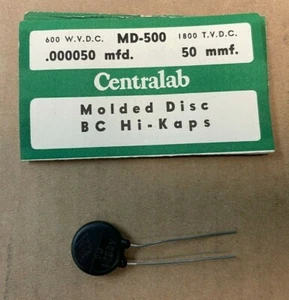 600 W.V.D.C. MD-500 1800 T.V.D.C.
.000050 mfd. 50 mmf.
Centralab
Molded Disc
BC Hi-Kaps